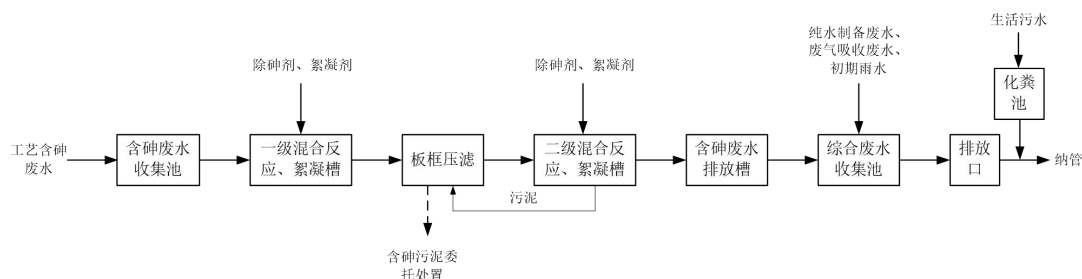 生活污水
纯水制备废水、
废气吸收废水、
初期雨水
除砷剂、絮凝剂
除砷剂、絮凝剂
化粪
池
工艺含砷
废水
含砷废水
收集池
一级混合反
应、絮凝槽
板框压滤
二级混合反
应、絮凝槽
含砷废水
排放槽
综合废水
收集池
排放
口
纳管
污泥
含砷污泥委
托处置